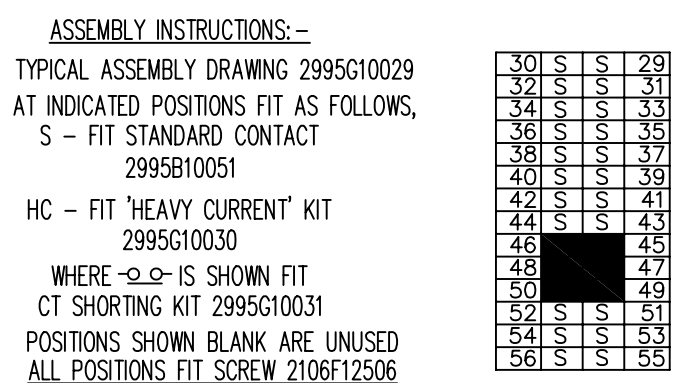 ASSEMBLY INSTRUCTIONS:-
TYPICAL ASSEMBLY DRAWING 2995G10029
AT INDICATED POSITIONS FIT AS FOLLOWS,
S - FIT STANDARD CONTACT
2995B10051
HC - FIT 'HEAVY CURRENT' KIT
2995G10030
WHERE IS SHOWN FIT
CT SHORTING KIT 2995G10031
POSITIONS SHOWN BLANK ARE UNUSED
ALL POSITIONS FIT SCREW 2106F12506
30 S S 29
32 S S 31
34 S S 33
36 S S 35
38 S S 37
40 S S 39
42 S S 41
44 S S 43
46 45
48 47
50 49
52 S S 51
54 S S 53
56 S S 55